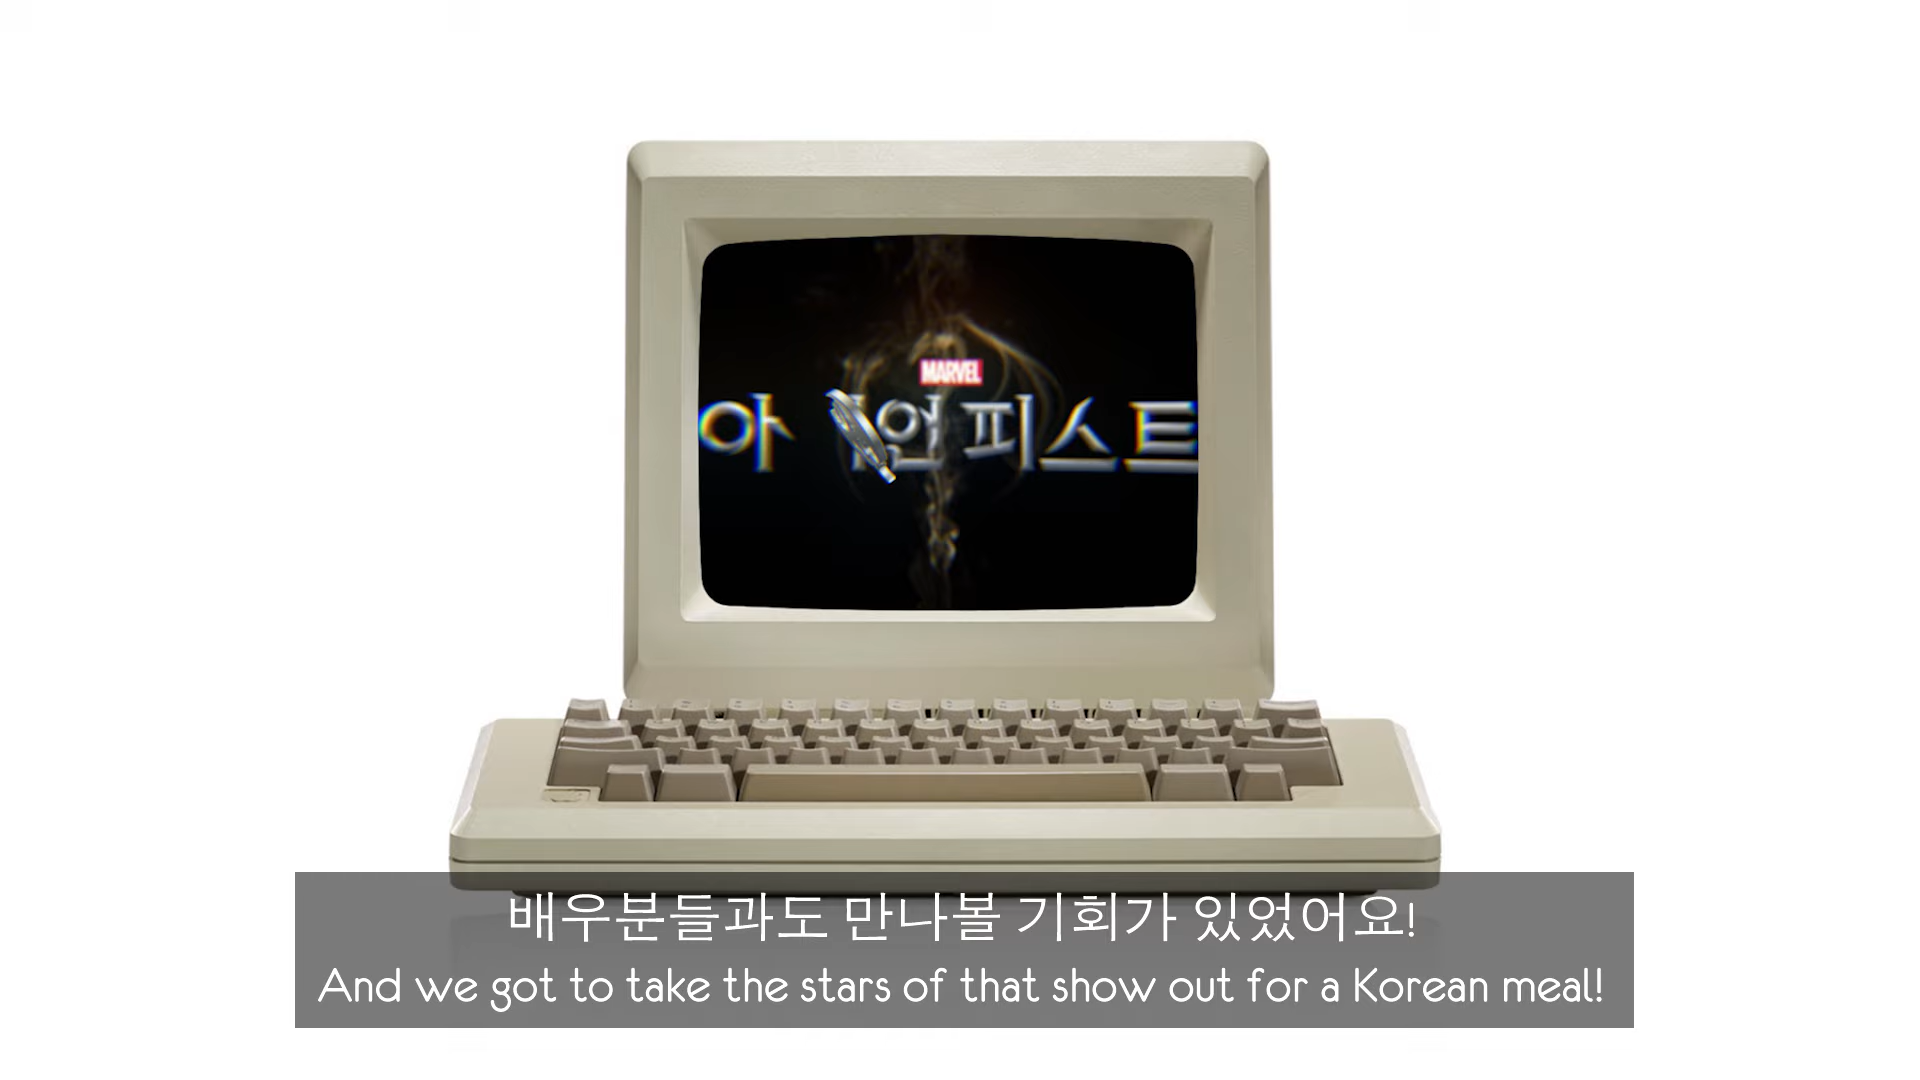 MARVEL
아이언 피스트
배우분들과도 만나볼 기회가 있었어요!
And we got to take the stars of that show out for a Korean meal!